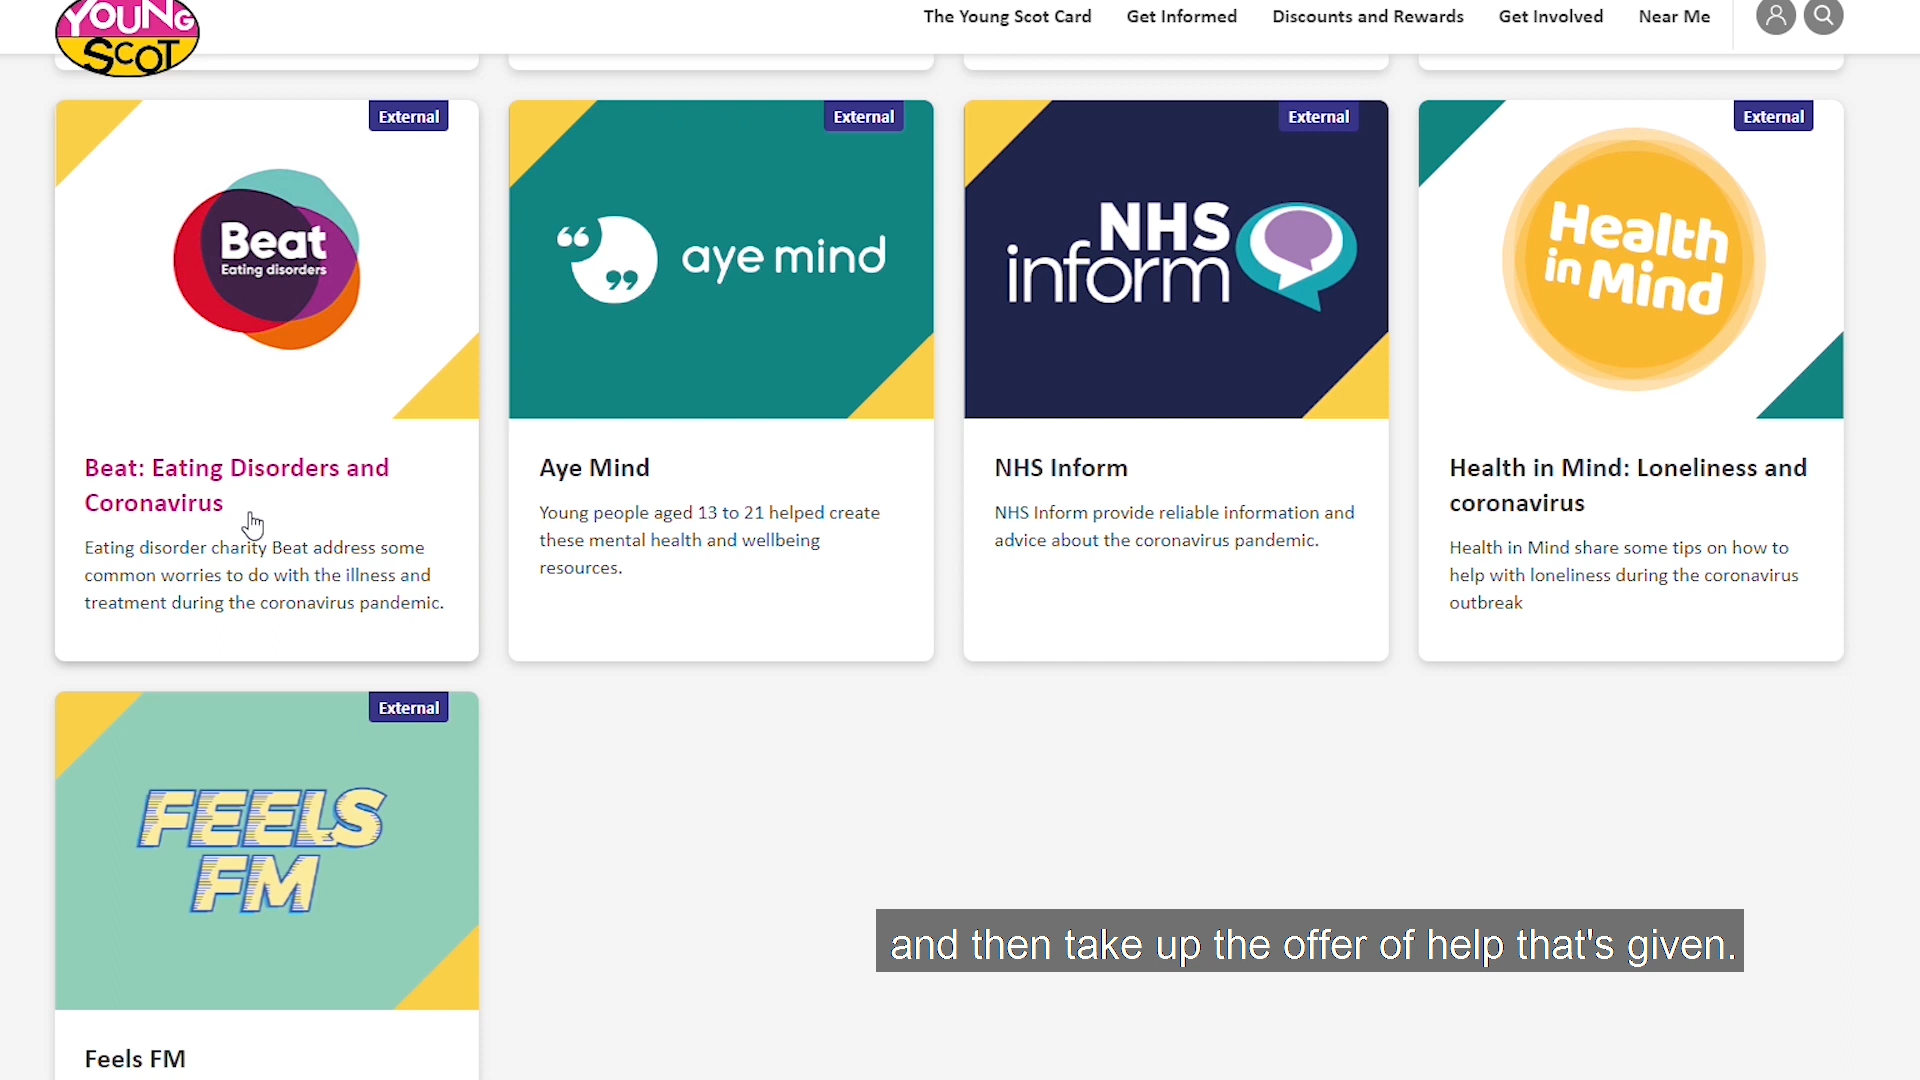 YOUNG
SCOT
The Young Scot Card
Get Informed
Discounts and Rewards
Get Involved
Near Me
External
Beat
Eating disorders
Beat: Eating Disorders and
Coronavirus
Eating disorder charity Beat address some
common worries to do with the illness and
treatment during the coronavirus pandemic.
External
aye mind
Aye Mind
Young people aged 13 to 21 helped create
these mental health and wellbeing
resources.
External
NHS
inform
NHS Inform
NHS Inform provide reliable information and
advice about the coronavirus pandemic.
External
Health
in Mind
Health in Mind: Loneliness and
coronavirus
Health in Mind share some tips on how to
help with loneliness during the coronavirus
outbreak
External
FEELS
FM
Feels FM
and then take up the offer of help that's given.